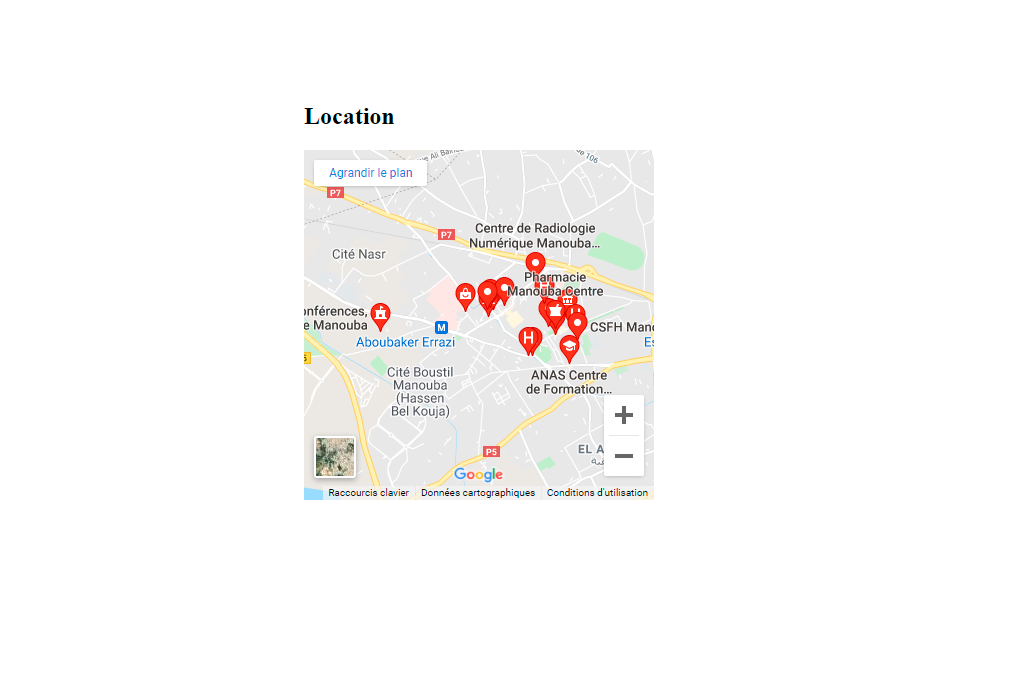 Location
Agrandir le plan
106
P7
P7
Centre de Radiologie
Numérique Manouba...
Cité Nasr
Pharmacie
Manouba Centre
onférences,
e Manouba
M
Aboubaker Errazi
H
CSFH Mano
Es
Cité Boustil
Manouba
(Hassen
Bel Kouja)
ANAS Centre
de Formation...
P5
EL A
Google
Raccourcis clavier
Données cartographiques
Conditions d'utilisation